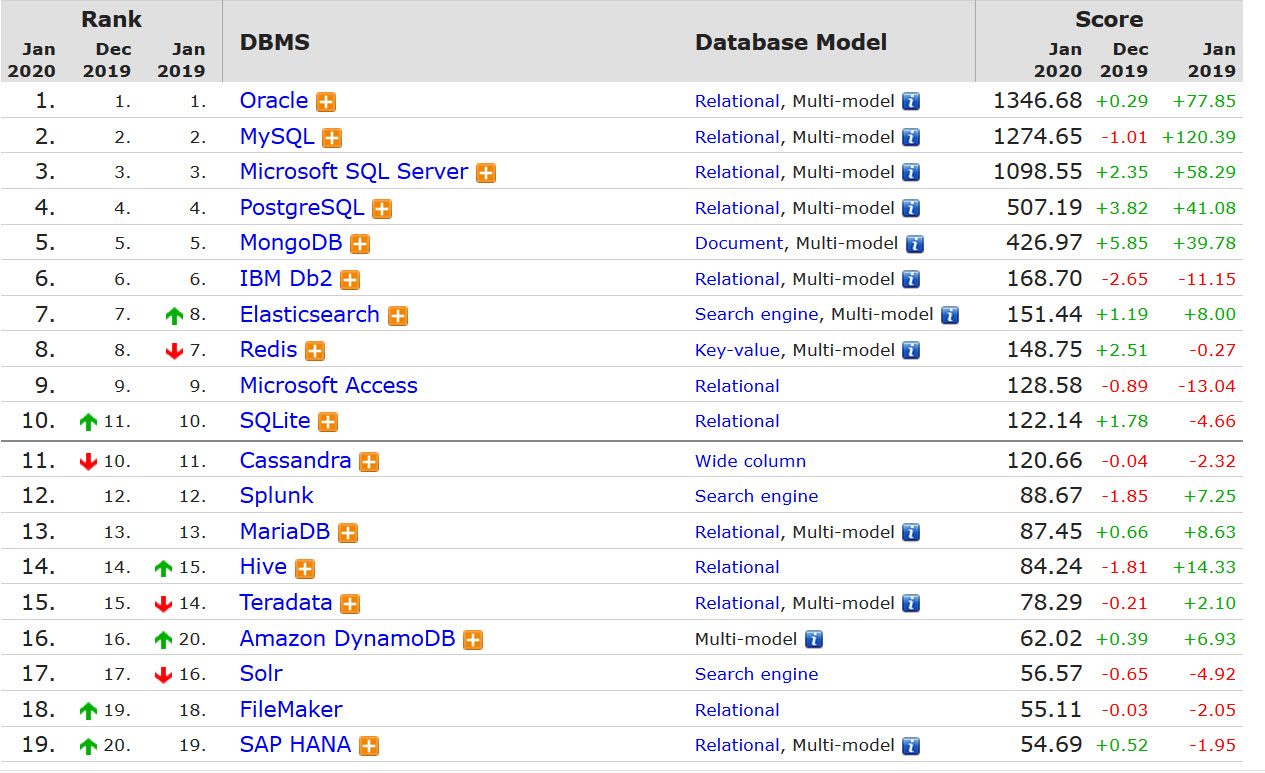 Rank Score
Jan Dec Jan DBMS Database Model Jan Dec Jan
2020 2019 2019 2020 2019 2019
1. 1. 1. Oracle Relational, Multi-model 1346.68 +0.29 +77.85
2. 2. 2. MySQL Relational, Multi-model 1274.65 -1.01 +120.39
3. 3. 3. Microsoft SQL Server Relational, Multi-model 1098.55 +2.35 +58.29
4. 4. 4. PostgreSQL Relational, Multi-model 507.19 +3.82 +41.08
5. 5. 5. MongoDB Document, Multi-model 426.97 +5.85 +39.78
6. 6. 6. IBM Db2 Relational, Multi-model 168.70 -2.65 -11.15
7. 7. 8. Elasticsearch Search engine, Multi-model 151.44 +1.19 +8.00
8. 8. 7. Redis Key-value, Multi-model 148.75 +2.51 -0.27
9. 9. 9. Microsoft Access Relational 128.58 -0.89 -13.04
10. 11. 10. SQLite Relational 122.14 +1.78 -4.66
11. 10. 11. Cassandra Wide column 120.66 -0.04 -2.32
12. 12. 12. Splunk Search engine 88.67 -1.85 +7.25
13. 13. 13. MariaDB Relational, Multi-model 87.45 +0.66 +8.63
14. 14. 15. Hive Relational 84.24 -1.81 +14.33
15. 15. 14. Teradata Relational, Multi-model 78.29 -0.21 +2.10
16. 16. 20. Amazon DynamoDB Multi-model 62.02 +0.39 +6.93
17. 17. 16. Solr Search engine 56.57 -0.65 -4.92
18. 19. 18. FileMaker Relational 55.11 -0.03 -2.05
19. 20. 19. SAP HANA Relational, Multi-model 54.69 +0.52 -1.95